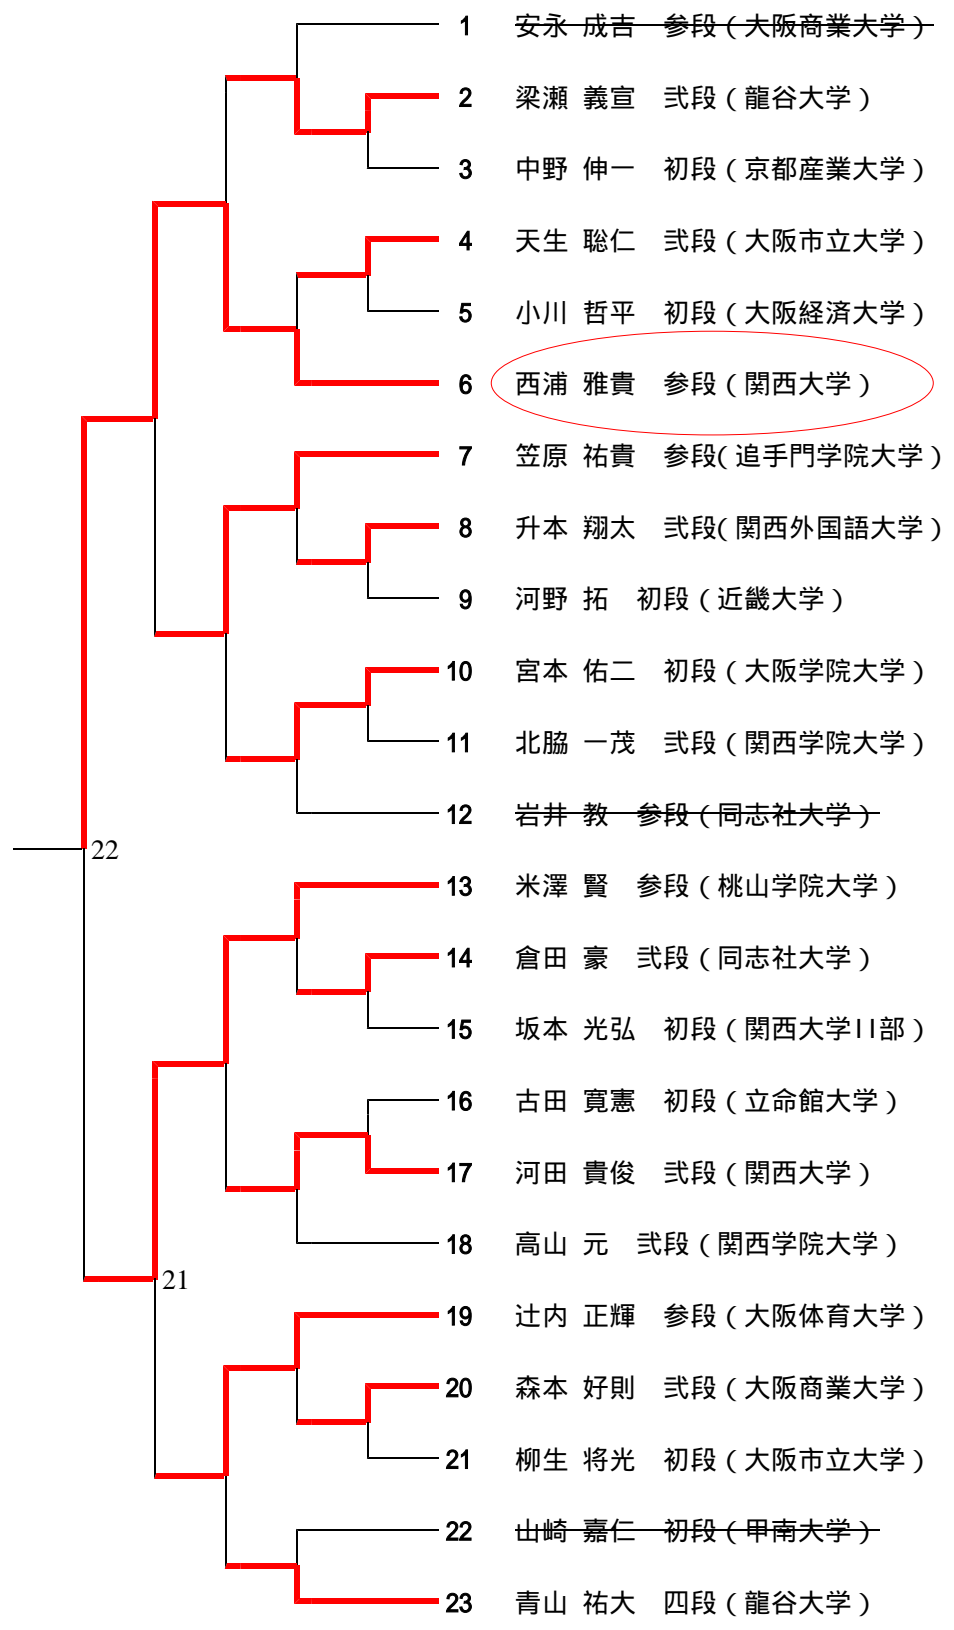 1 安永 成吉 参段（大阪商業大学）
2 梁瀬 義宣 弐段（龍谷大学）
3 中野 伸一 初段（京都産業大学）
4 天生 聡仁 弐段（大阪市立大学）
5 小川 哲平 初段（大阪経済大学）
6 西浦 雅貴 参段（関西大学）
7 笠原 祐貴 参段（追手門学院大学）
8 升本 翔太 弐段（関西外国語大学）
9 河野 拓 初段（近畿大学）
10 宮本 佑二 初段（大阪学院大学）
11 北脇 一茂 弐段（関西学院大学）
12 岩井 教 参段（同志社大学）
22
13 米澤 賢 参段（桃山学院大学）
14 倉田 豪 弐段（同志社大学）
15 坂本 光弘 初段（関西大学II部）
16 古田 寛憲 初段（立命館大学）
17 河田 貴俊 弐段（関西大学）
18 高山 元 弐段（関西学院大学）
21
19 辻内 正輝 参段（大阪体育大学）
20 森本 好則 弐段（大阪商業大学）
21 柳生 将光 初段（大阪市立大学）
22 山崎 嘉仁 初段（甲南大学）
23 青山 祐大 四段（龍谷大学）